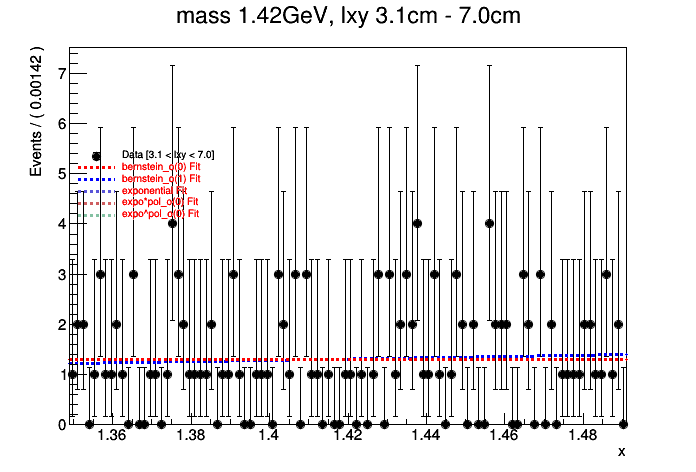 mass 1.42GeV, lxy 3.1cm - 7.0cm
Events / ( 0.00142 )
7
6
5
4
3
2
1
0
Data [3.1 < lxy < 7.0]
bernstein_o(0) Fit
bernstein_o(1) Fit
exponential Fit
expo*pol_o(0) Fit
expo^pol_o(0) Fit
1.36
1.38
1.4
1.42
1.44
1.46
1.48
x